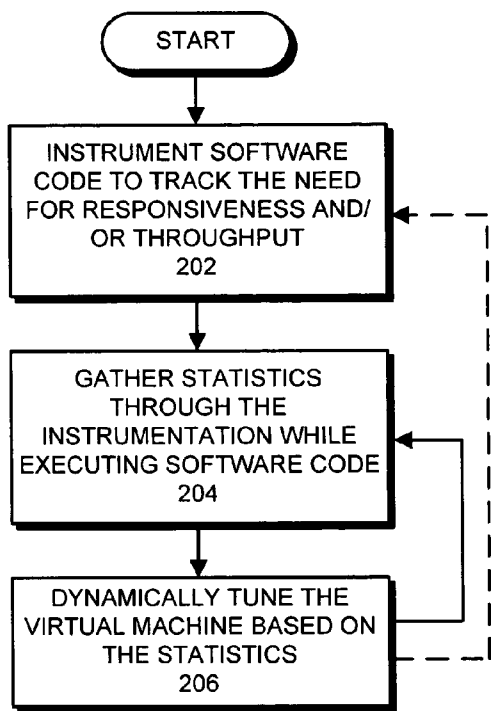 START
INSTRUMENT SOFTWARE
CODE TO TRACK THE NEED
FOR RESPONSIVENESS AND/
OR THROUGHPUT
202
GATHER STATISTICS
THROUGH THE
INSTRUMENTATION WHILE
EXECUTING SOFTWARE CODE
204
DYNAMICALLY TUNE THE
VIRTUAL MACHINE BASED ON
THE STATISTICS
206